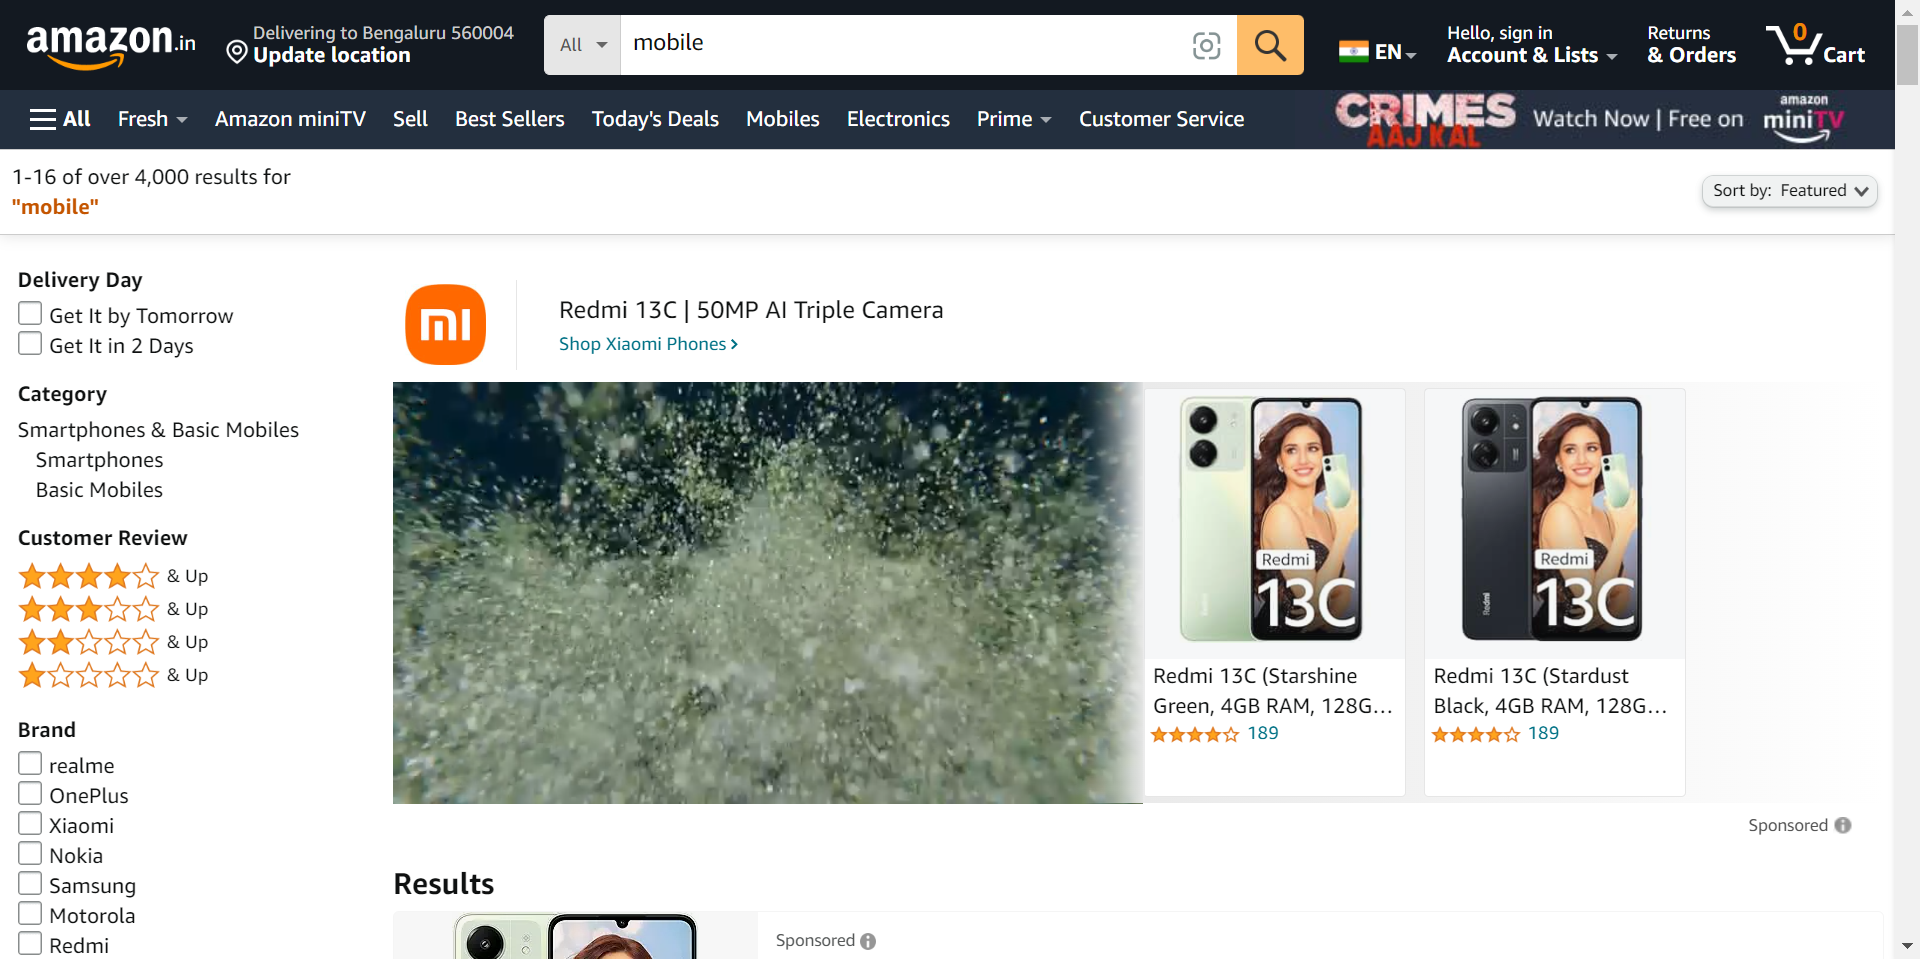 amazon.in
Delivering to Bengaluru 560004
Update location
All
mobile
EN
Hello, sign in
Account & Lists
Returns
& Orders
0
Cart
All
Fresh
Amazon miniTV
Sell
Best Sellers
Today's Deals
Mobiles
Electronics
Prime
Customer Service
CRIMES
AAJ KAL
Watch Now | Free on
amazon
miniTV
1-16 of over 4,000 results for
"mobile"
Sort by: Featured
Delivery Day
Get It by Tomorrow
Get It in 2 Days
Category
Smartphones & Basic Mobiles
Smartphones
Basic Mobiles
Customer Review
& Up
& Up
& Up
& Up
Brand
realme
OnePlus
Xiaomi
Nokia
Samsung
Motorola
Redmi
mi
Redmi 13C | 50MP AI Triple Camera
Shop Xiaomi Phones
Redmi
13C
Redmi 13C (Starshine
Green, 4GB RAM, 128G...
189
Redmi
Redmi
13C
Redmi 13C (Stardust
Black, 4GB RAM, 128G...
189
Sponsored
Results
Sponsored